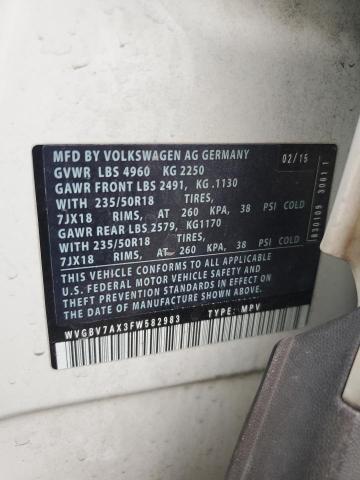 MFD BY VOLKSWAGEN AG GERMANY 02/15
GVWR LBS 4960 KG 2250
GAWR FRONT LBS 2491, KG .1130
WITH 235/50R18 TIRES,
7JX18 RIMS, AT 260 KPA, 38 PSI COLD
GAWR REAR LBS 2579, KG1170
WITH 235/50R18 TIRES,
7JX18 RIMS, AT 260 KPA, 38 PSI COLD
THIS VEHICLE CONFORMS TO ALL APPLICABLE
U.S. FEDERAL MOTOR VEHICLE SAFETY AND
THEFT PREVENTION STANDARDS IN EFFECT ON THE
DATE OF MANUFACTURE SHOWN ABOVE
WVGBV7AX3FW582983 TYPE: MPV